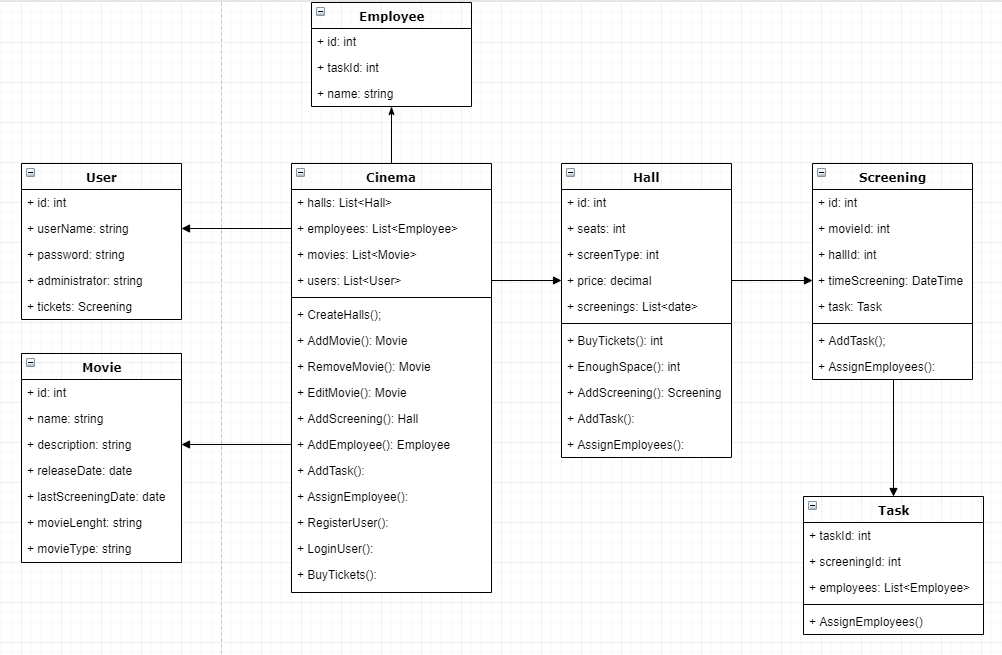 Employee
+ id: int
+ taskId: int
+ name: string
User
+ id: int
+ userName: string
+ password: string
+ administrator: string
+ tickets: Screening
Movie
+ id: int
+ name: string
+ description: string
+ releaseDate: date
+ lastScreeningDate: date
+ movieLenght: string
+ movieType: string
Cinema
+ halls: List<Hall>
+ employees: List<Employee>
+ movies: List<Movie>
+ users: List<User>
+ CreateHalls();
+ AddMovie(): Movie
+ RemoveMovie(): Movie
+ EditMovie(): Movie
+ AddScreening(): Hall
+ AddEmployee(): Employee
+ AddTask():
+ AssignEmployee():
+ RegisterUser():
+ LoginUser():
+ BuyTickets():
Hall
+ id: int
+ seats: int
+ screenType: int
+ price: decimal
+ screenings: List<date>
+ BuyTickets(): int
+ EnoughSpace(): int
+ AddScreening(): Screening
+ AddTask():
+ AssignEmployees():
Screening
+ id: int
+ movieId: int
+ hallId: int
+ timeScreening: DateTime
+ task: Task
+ AddTask();
+ AssignEmployees():
Task
+ taskId: int
+ screeningId: int
+ employees: List<Employee>
+ AssignEmployees()